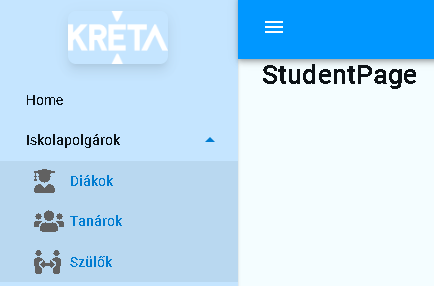 KRÉTA
Home
Iskolapolgárok
Diákok
Tanárok
Szülők
StudentPage